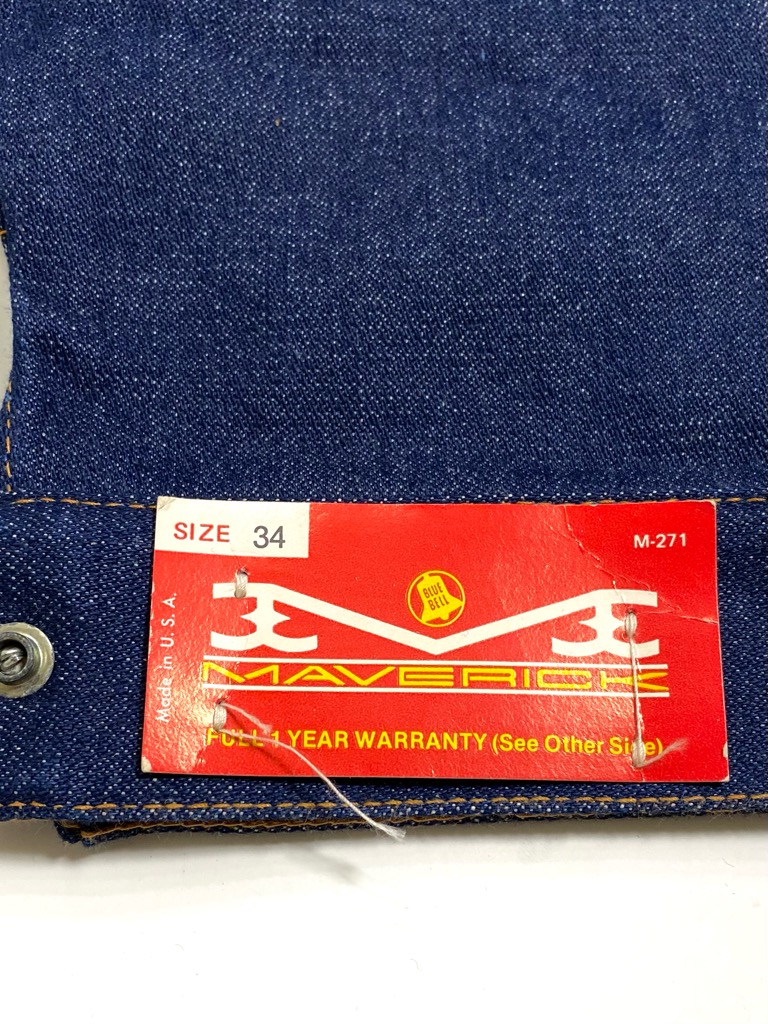 SIZE 34
M-271
BLUE
BELL
MAVERICK
FULL 1 YEAR WARRANTY (See Other Side)
Made in U.S.A.